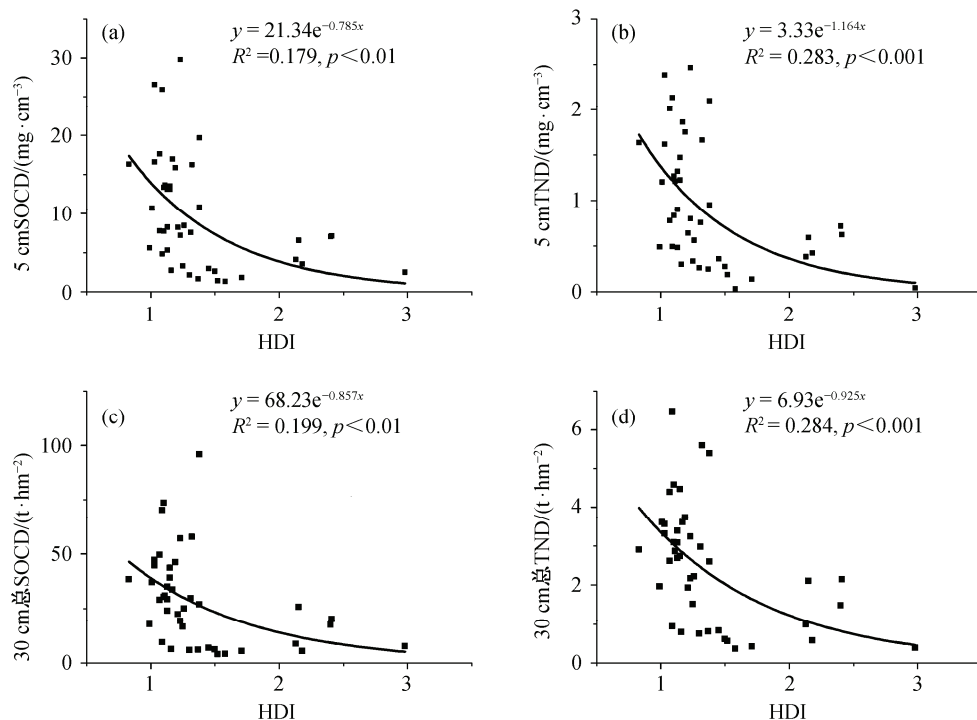 (a)
y = 21.34e^−0.785x
R² =0.179, p<0.01
30
20
10
0
5 cmSOCD/(mg·cm⁻³)
1
2
3
HDI
(b)
y = 3.33e^−1.164x
R² = 0.283, p<0.001
3
2
1
0
5 cmTND/(mg·cm⁻³)
1
2
3
HDI
(c)
y = 68.23e^−0.857x
R² = 0.199, p<0.01
100
50
0
30 cm总SOCD/(t·hm⁻²)
1
2
3
HDI
(d)
y = 6.93e^−0.925x
R² = 0.284, p<0.001
6
4
2
0
30 cm总TND/(t·hm⁻²)
1
2
3
HDI